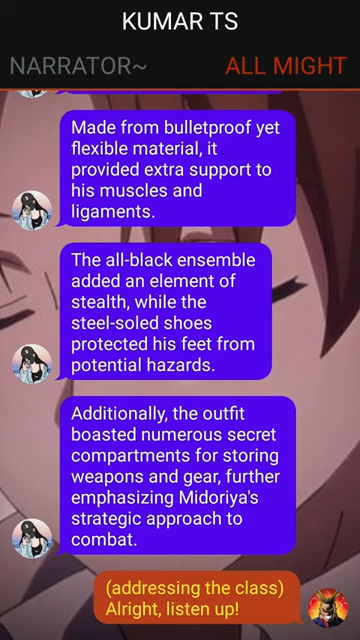 KUMAR TS
NARRATOR~
ALL MIGHT
Made from bulletproof yet
flexible material, it
provided extra support to
his muscles and
ligaments.
The all-black ensemble
added an element of
stealth, while the
steel-soled shoes
protected his feet from
potential hazards.
Additionally, the outfit
boasted numerous secret
compartments for storing
weapons and gear, further
emphasizing Midoriya's
strategic approach to
combat.
(addressing the class)
Alright, listen up!